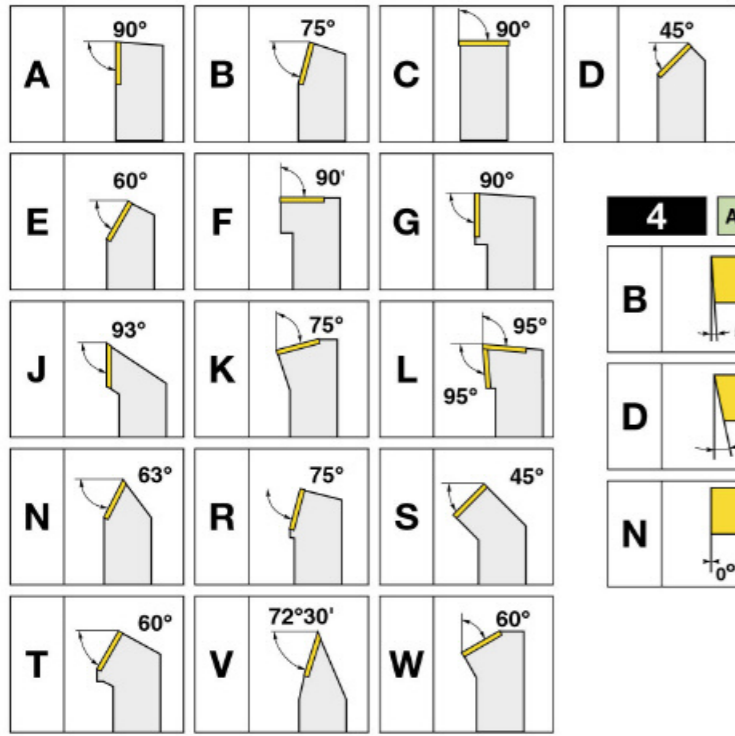 A 90° B 75° C 90° D 45°
E 60° F 90' G 90°
4 A
B
J 93° K 75° L 95° 95°
D
N 63° R 75° S 45°
N 0°
T 60° V 72°30' W 60°